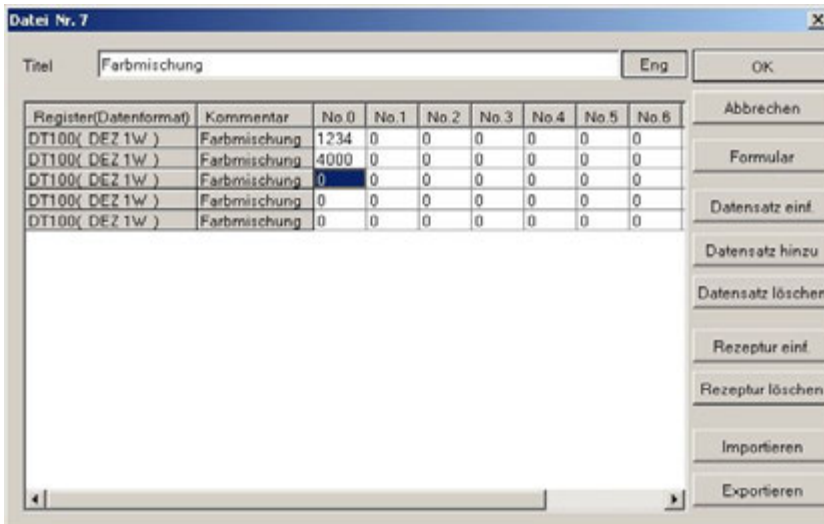 Datei Nr. 7
Titel Farbmischung Eng
Register(Datenformat) Kommentar No.0 No.1 No.2 No.3 No.4 No.5 No.6
DT100( DEZ 1W ) Farbmischung 1234 0 0 0 0 0 0
DT100( DEZ 1W ) Farbmischung 4000 0 0 0 0 0 0
DT100( DEZ 1W ) Farbmischung 0 0 0 0 0 0 0
DT100( DEZ 1W ) Farbmischung 0 0 0 0 0 0 0
DT100( DEZ 1W ) Farbmischung 0 0 0 0 0 0 0
OK
Abbrechen
Formular
Datensatz einf.
Datensatz hinzu
Datensatz löschen
Rezeptur einf.
Rezeptur löschen
Importieren
Exportieren